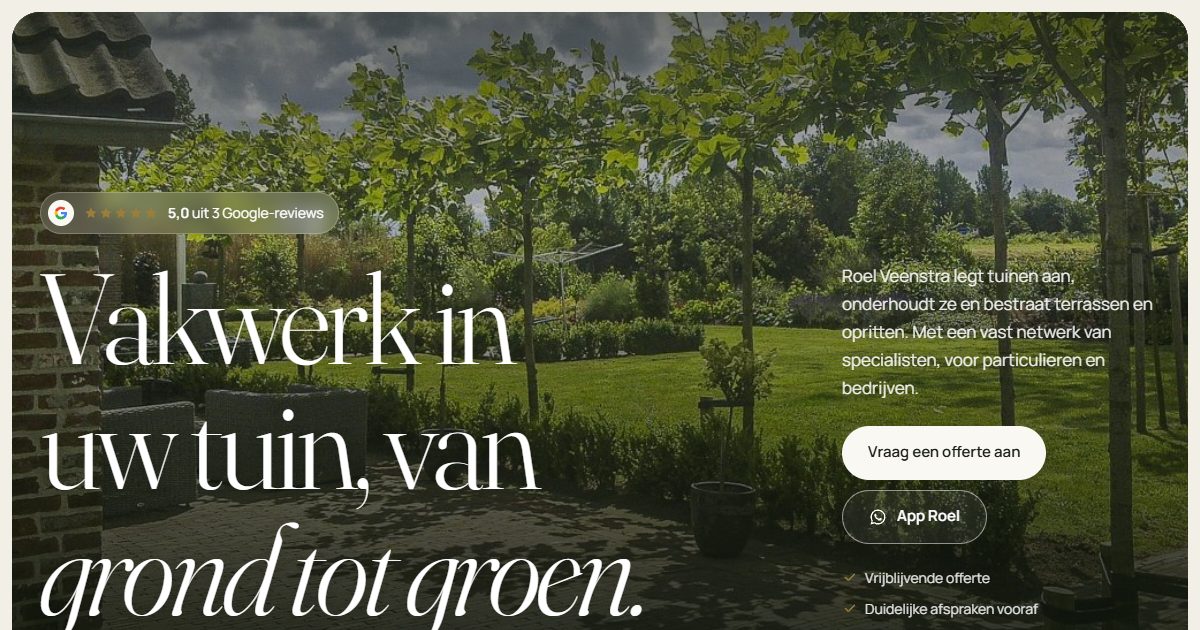 5,0 uit 3 Google-reviews
Vakwerk in
uw tuin, van
grond tot groen.
Roel Veenstra legt tuinen aan,
onderhoudt ze en bestraat terrassen en
opritten. Met een vast netwerk van
specialisten, voor particulieren en
bedrijven.
Vraag een offerte aan
App Roel
Vrijblijvende offerte
Duidelijke afspraken vooraf